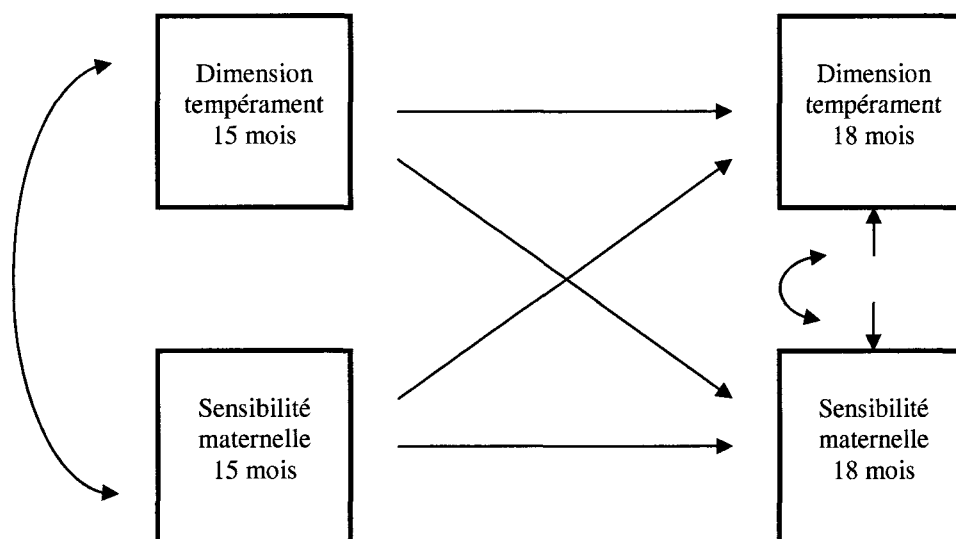 Dimension
tempérament
15 mois
Dimension
tempérament
18 mois
Sensibilité
maternelle
15 mois
Sensibilité
maternelle
18 mois